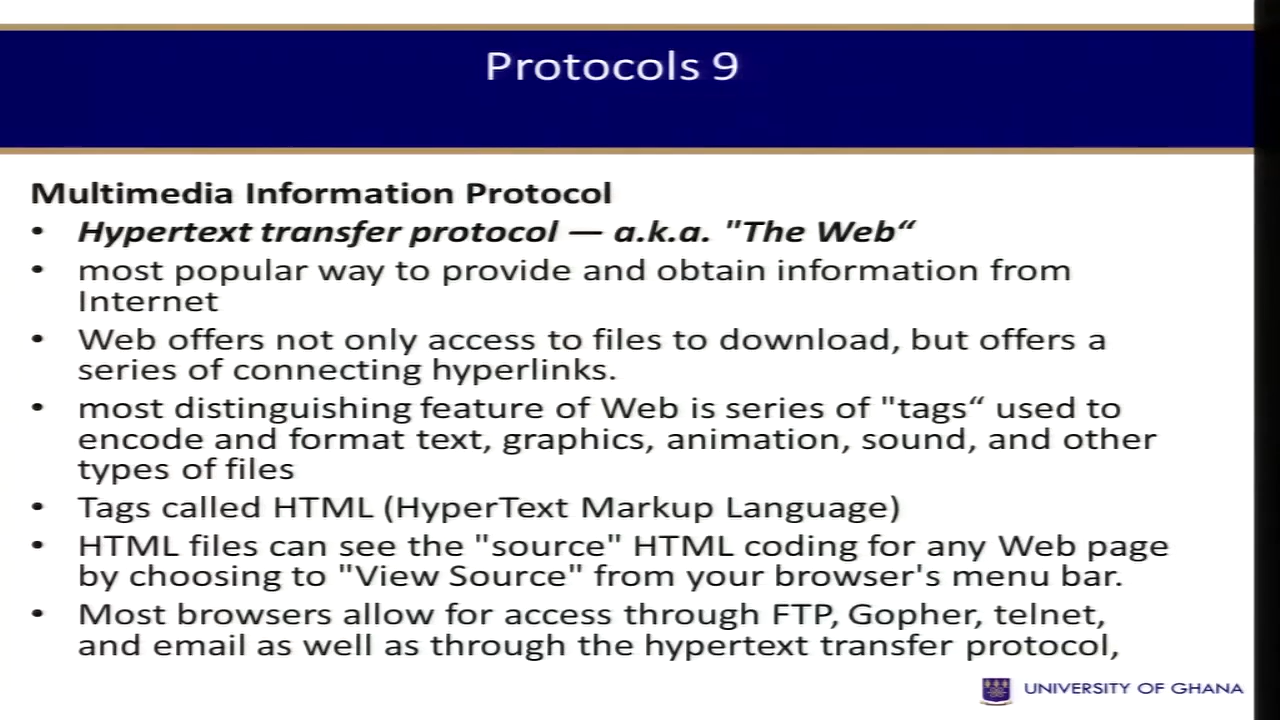 Protocols 9
Multimedia Information Protocol
• Hypertext transfer protocol — a.k.a. "The Web“
• most popular way to provide and obtain information from
Internet
• Web offers not only access to files to download, but offers a
series of connecting hyperlinks.
• most distinguishing feature of Web is series of "tags“ used to
encode and format text, graphics, animation, sound, and other
types of files
• Tags called HTML (HyperText Markup Language)
• HTML files can see the "source" HTML coding for any Web page
by choosing to "View Source" from your browser's menu bar.
• Most browsers allow for access through FTP, Gopher, telnet,
and email as well as through the hypertext transfer protocol,
UNIVERSITY OF GHANA